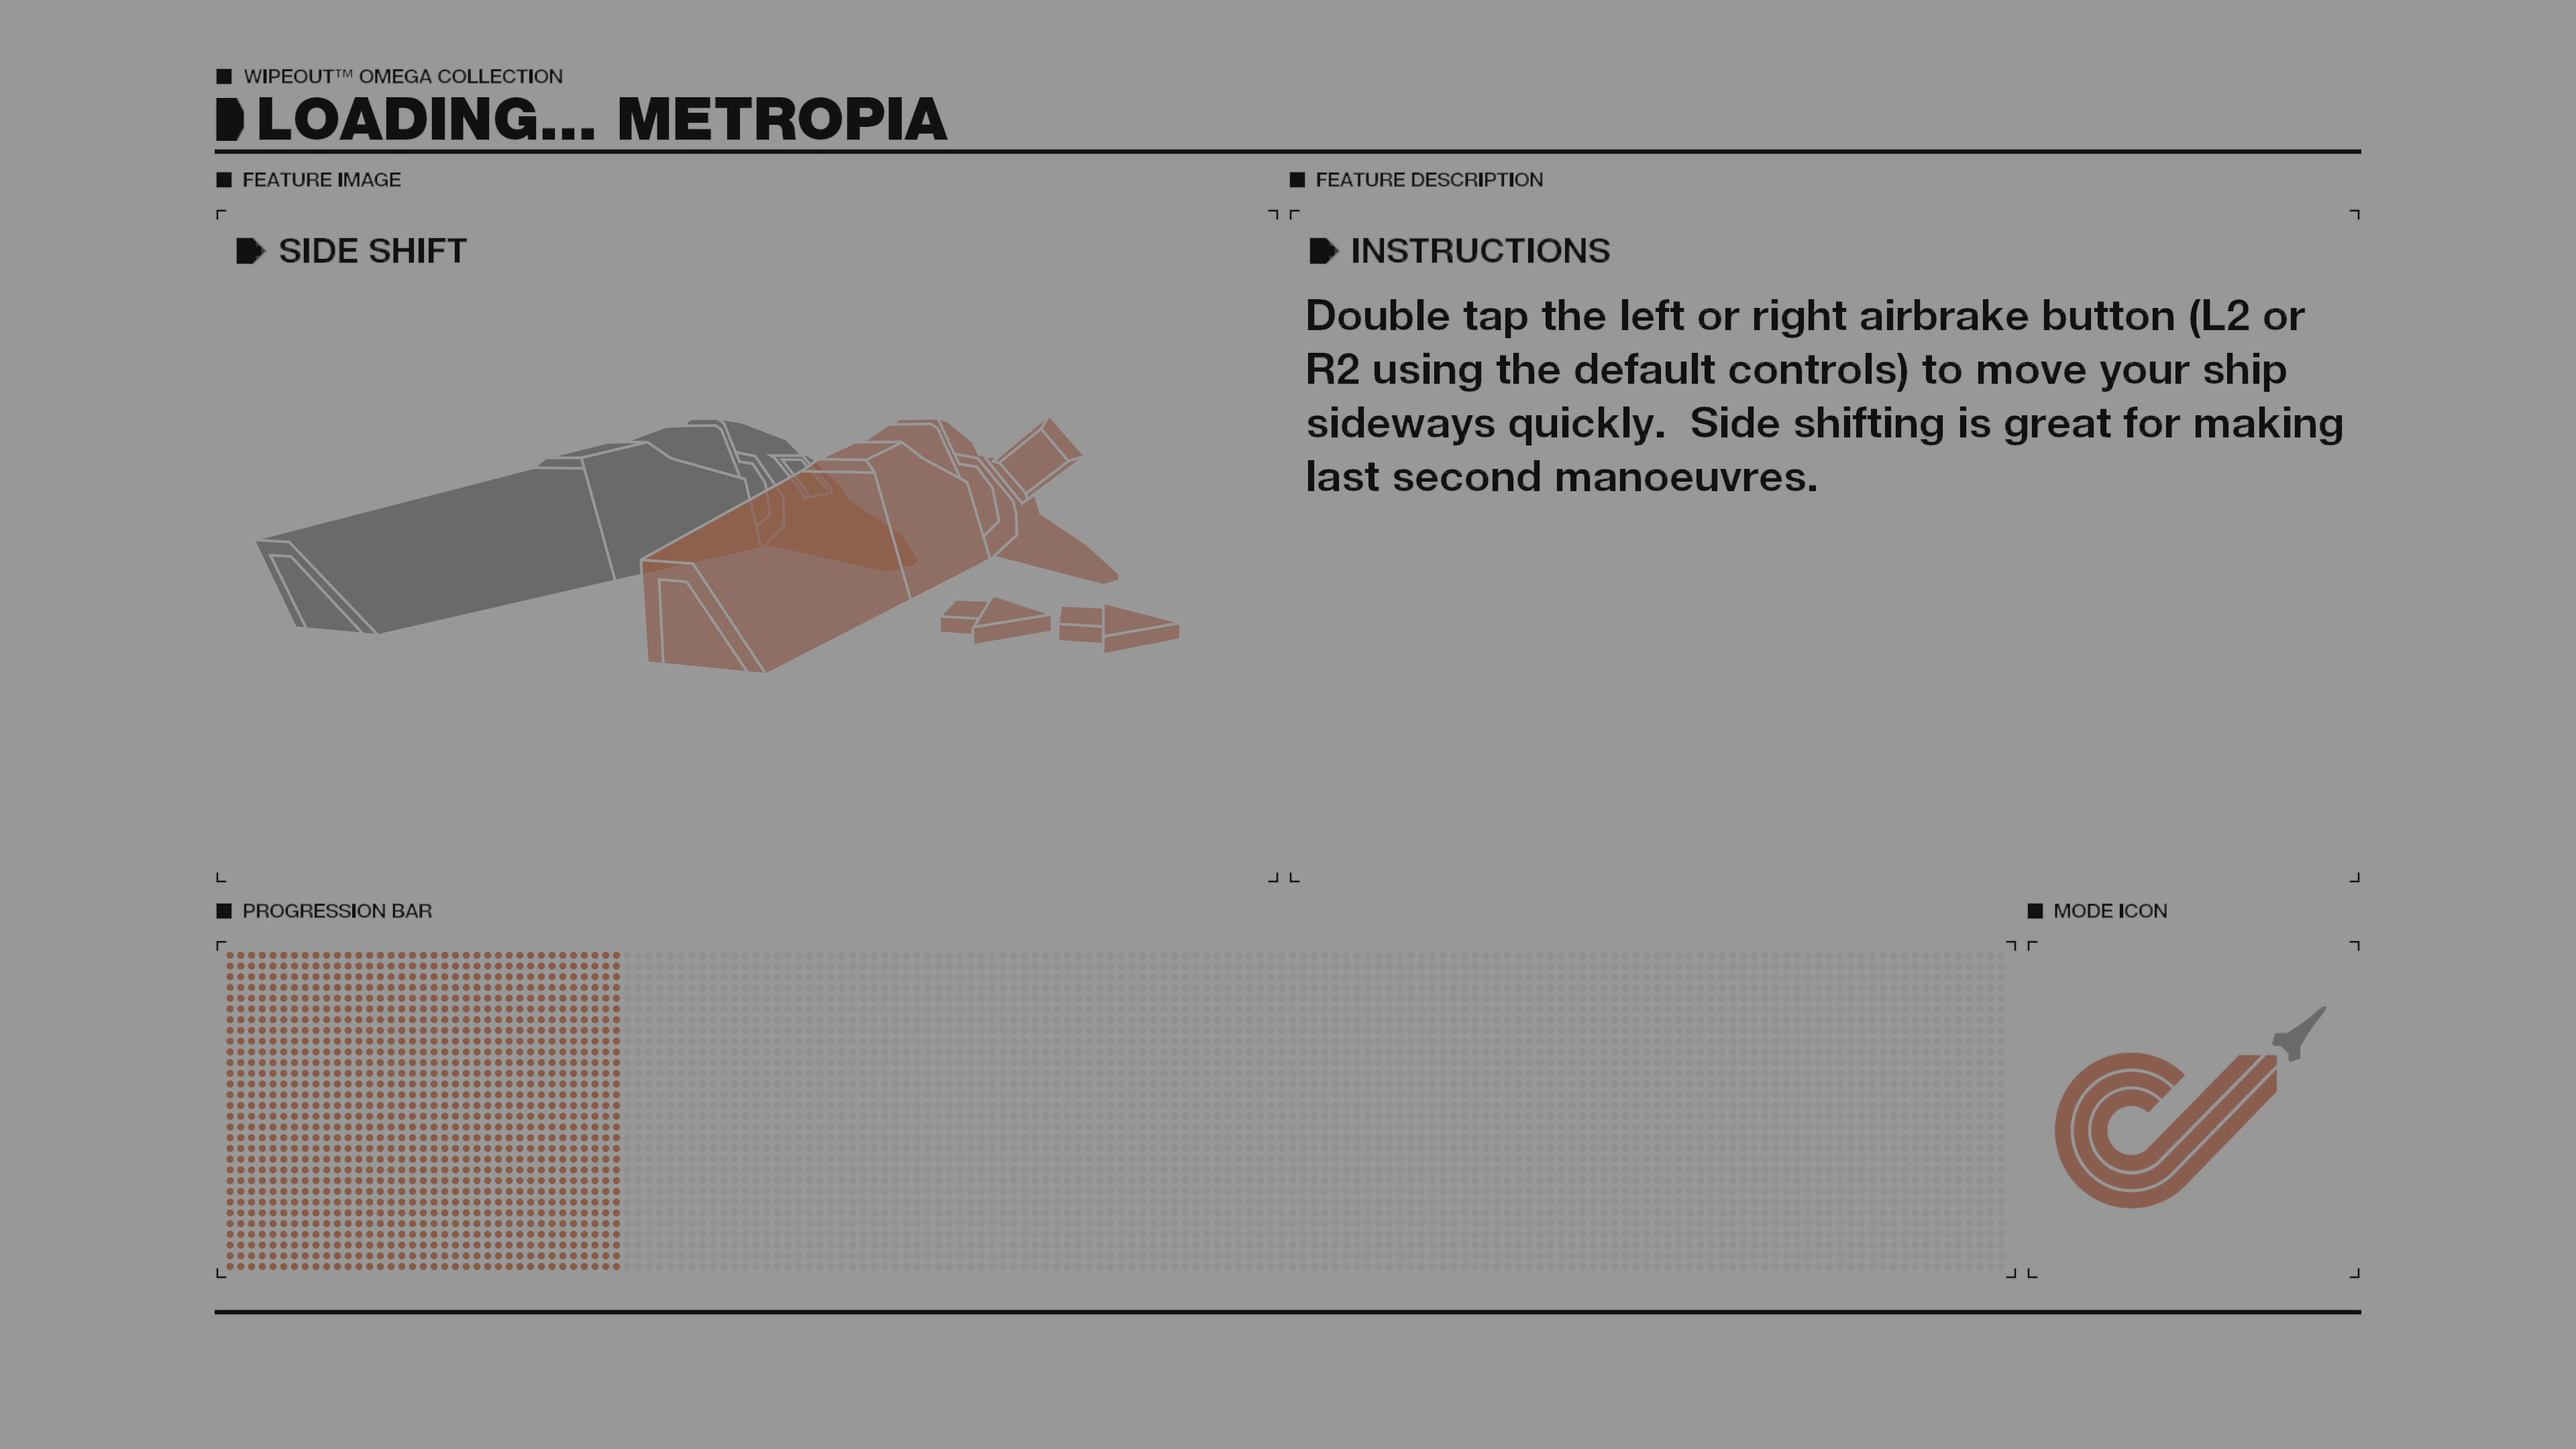 WIPEOUT™ OMEGA COLLECTION
LOADING... METROPIA
FEATURE IMAGE
FEATURE DESCRIPTION
SIDE SHIFT
INSTRUCTIONS
Double tap the left or right airbrake button (L2 or
R2 using the default controls) to move your ship
sideways quickly.  Side shifting is great for making
last second manoeuvres.
PROGRESSION BAR
MODE ICON